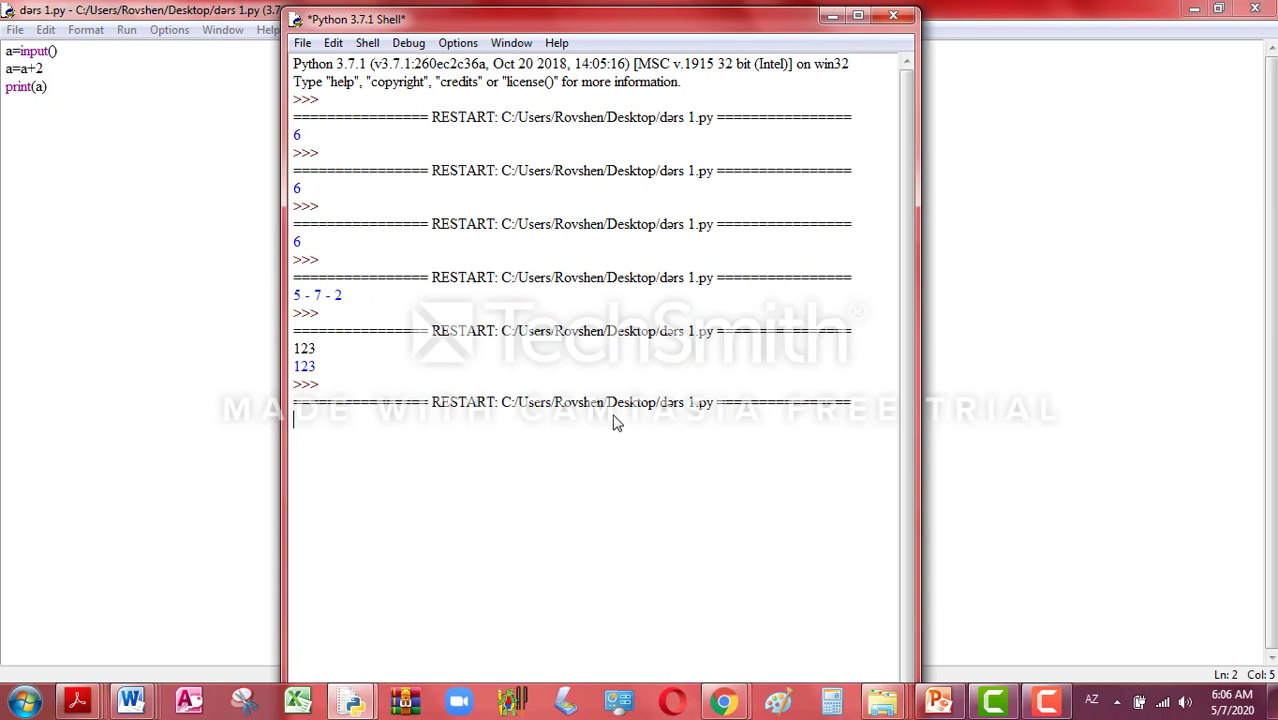 dərs 1.py - C:/Users/Rovshen/Desktop/dərs 1.py (3.7
File Edit Format Run Options Window Help
a=input()
a=a+2
print(a)
*Python 3.7.1 Shell*
File Edit Shell Debug Options Window Help
Python 3.7.1 (v3.7.1:260ec2c36a, Oct 20 2018, 14:05:16) [MSC v.1915 32 bit (Intel)] on win32
Type "help", "copyright", "credits" or "license()" for more information.
>>>
================ RESTART: C:/Users/Rovshen/Desktop/dərs 1.py ================
6
>>>
================ RESTART: C:/Users/Rovshen/Desktop/dərs 1.py ================
6
>>>
================ RESTART: C:/Users/Rovshen/Desktop/dərs 1.py ================
6
>>>
================ RESTART: C:/Users/Rovshen/Desktop/dərs 1.py ================
5 - 7 - 2
>>>
================ RESTART: C:/Users/Rovshen/Desktop/dərs 1.py ================
123
123
>>>
================ RESTART: C:/Users/Rovshen/Desktop/dərs 1.py ================
TechSmith®
MADE WITH CAMTASIA FREE TRIAL
Ln: 2 Col: 5
AZ
6:06 AM
5/7/2020